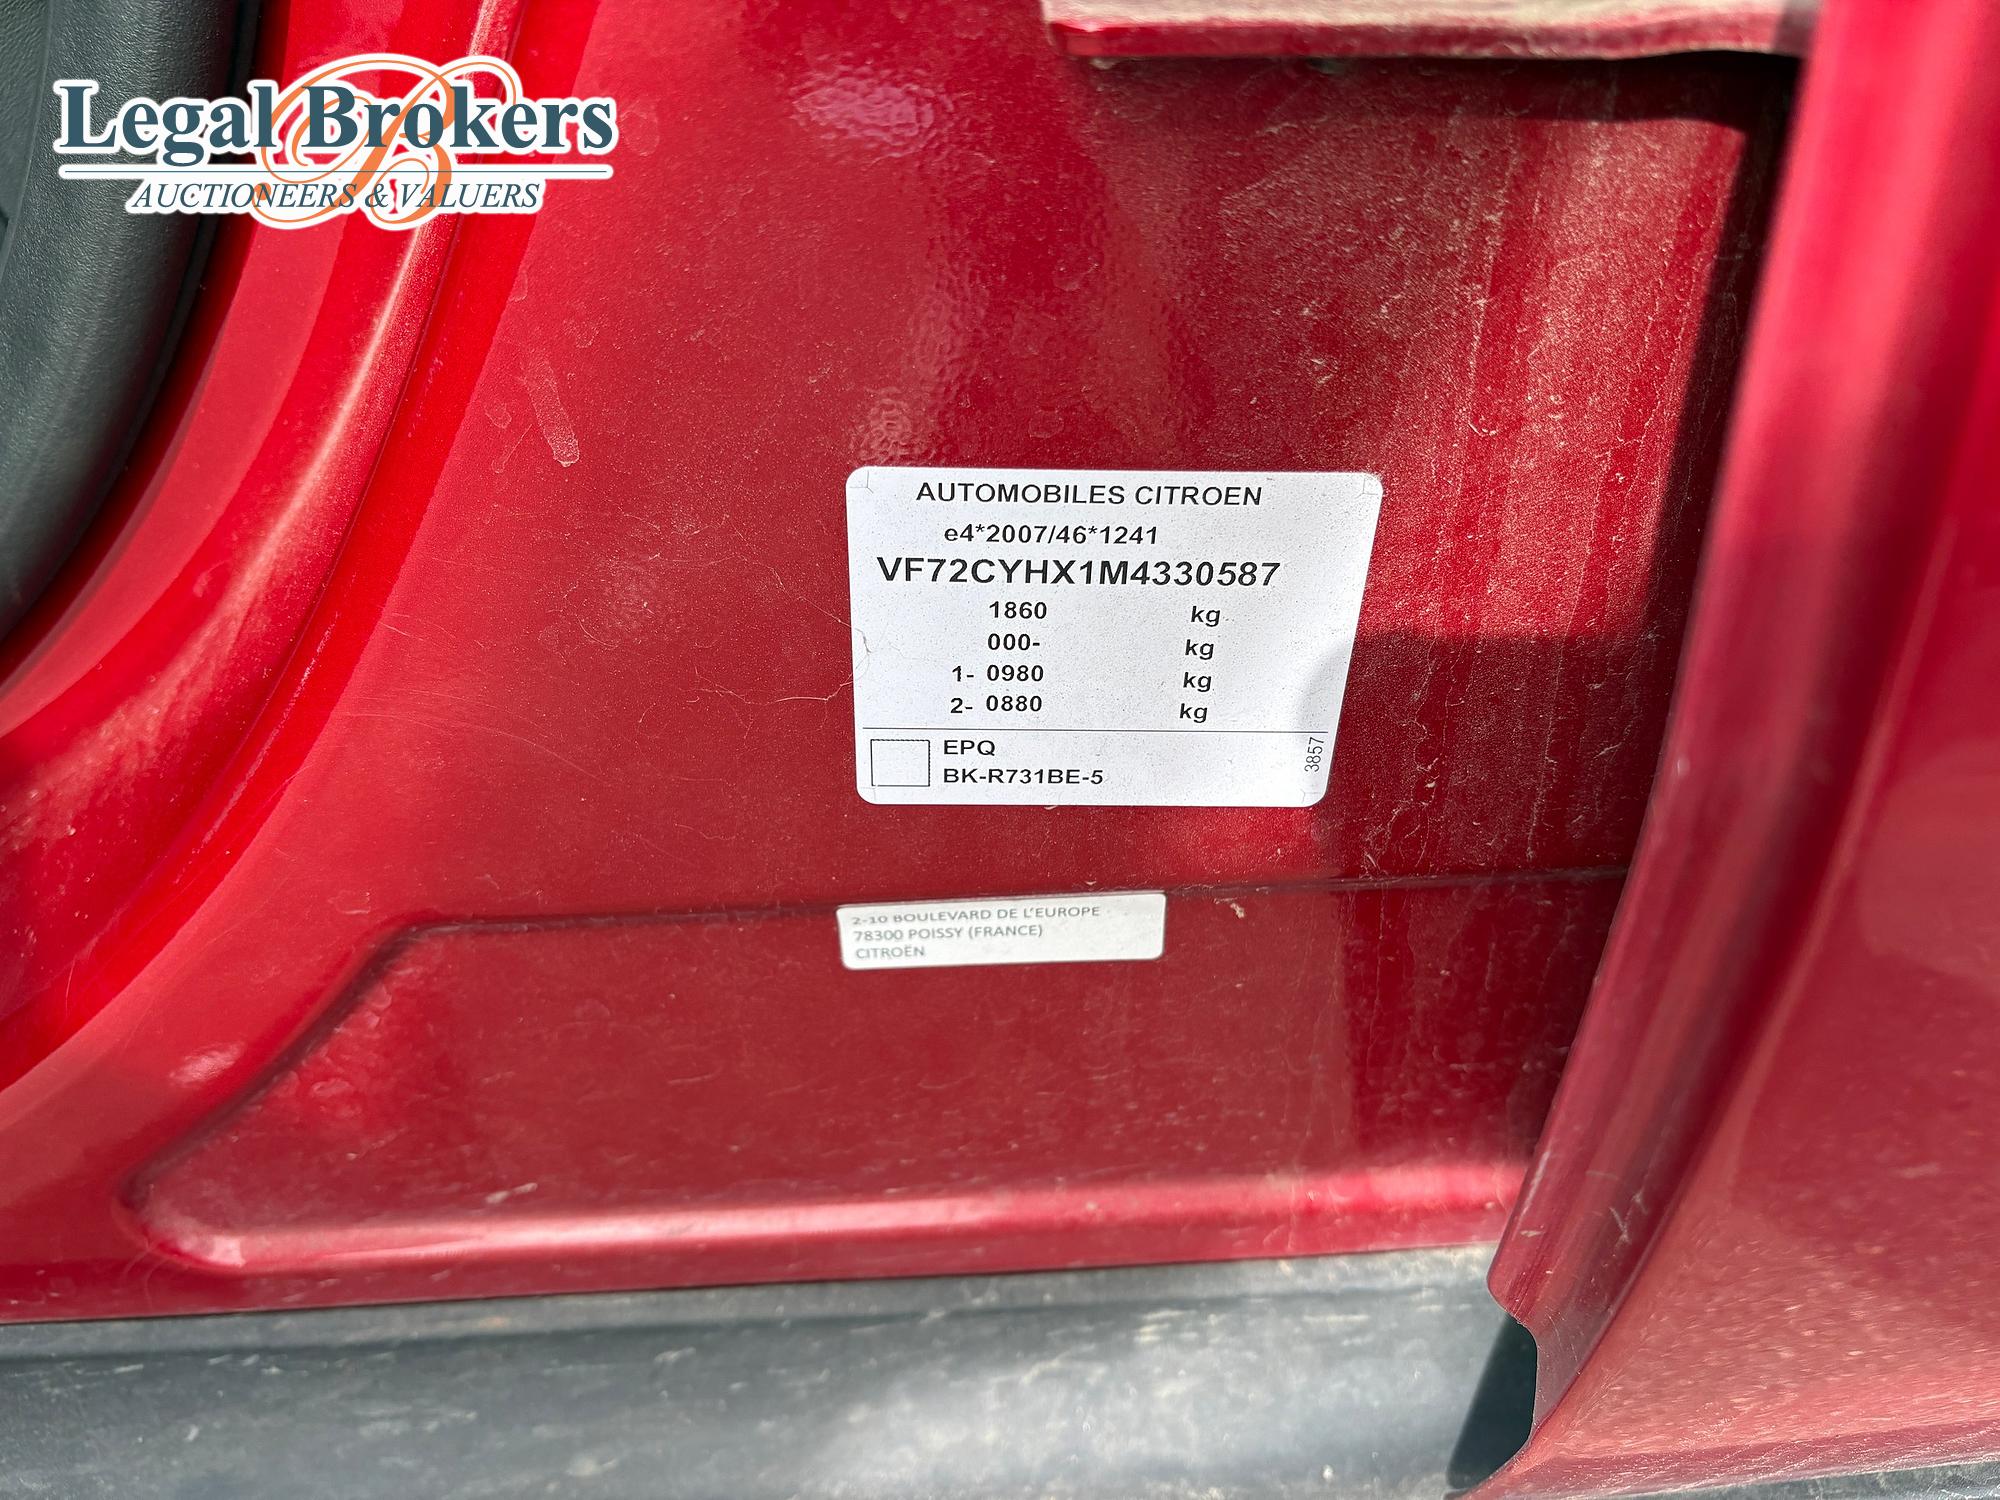 Legal Brokers
AUCTIONEERS & VALUERS
AUTOMOBILES CITROEN
e4*2007/46*1241
VF72CYHX1M4330587
1860 kg
000- kg
1- 0980 kg
2- 0880 kg
EPQ
BK-R731BE-5
3857
2-10 BOULEVARD DE L'EUROPE
78300 POISSY (FRANCE)
CITROËN